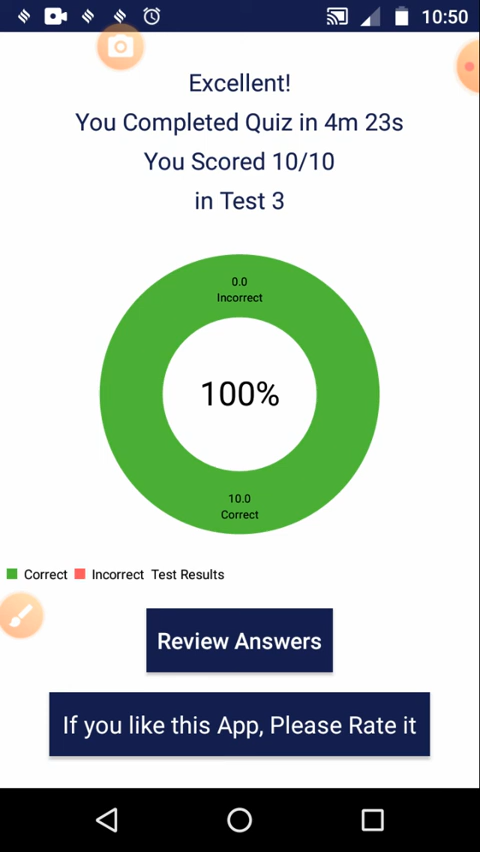 10:50
Excellent!
You Completed Quiz in 4m 23s
You Scored 10/10
in Test 3
0.0
Incorrect
100%
10.0
Correct
Correct Incorrect Test Results
Review Answers
If you like this App, Please Rate it